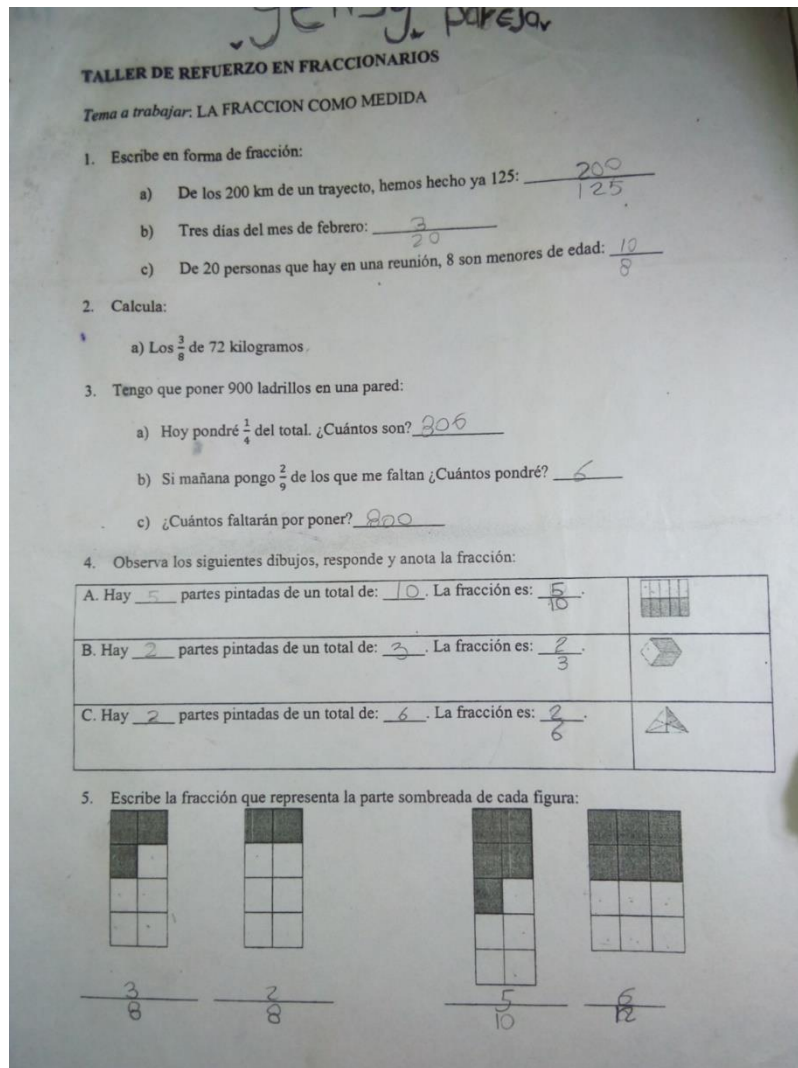 yensy pareja
TALLER DE REFUERZO EN FRACCIONARIOS
Tema a trabajar: LA FRACCION COMO MEDIDA
1. Escribe en forma de fracción:
a) De los 200 km de un trayecto, hemos hecho ya 125: 200/125
b) Tres días del mes de febrero: 3/20
c) De 20 personas que hay en una reunión, 8 son menores de edad: 10/8
2. Calcula:
a) Los 3/8 de 72 kilogramos.
3. Tengo que poner 900 ladrillos en una pared:
a) Hoy pondré 1/4 del total. ¿Cuántos son? 306
b) Si mañana pongo 2/9 de los que me faltan ¿Cuántos pondré? 6
c) ¿Cuántos faltarán por poner? 800
4. Observa los siguientes dibujos, responde y anota la fracción:
A. Hay 5 partes pintadas de un total de: 10. La fracción es: 5/10.
B. Hay 2 partes pintadas de un total de: 3. La fracción es: 2/3.
C. Hay 2 partes pintadas de un total de: 6. La fracción es: 2/6.
5. Escribe la fracción que representa la parte sombreada de cada figura:
3/8 2/8 5/10 6/12